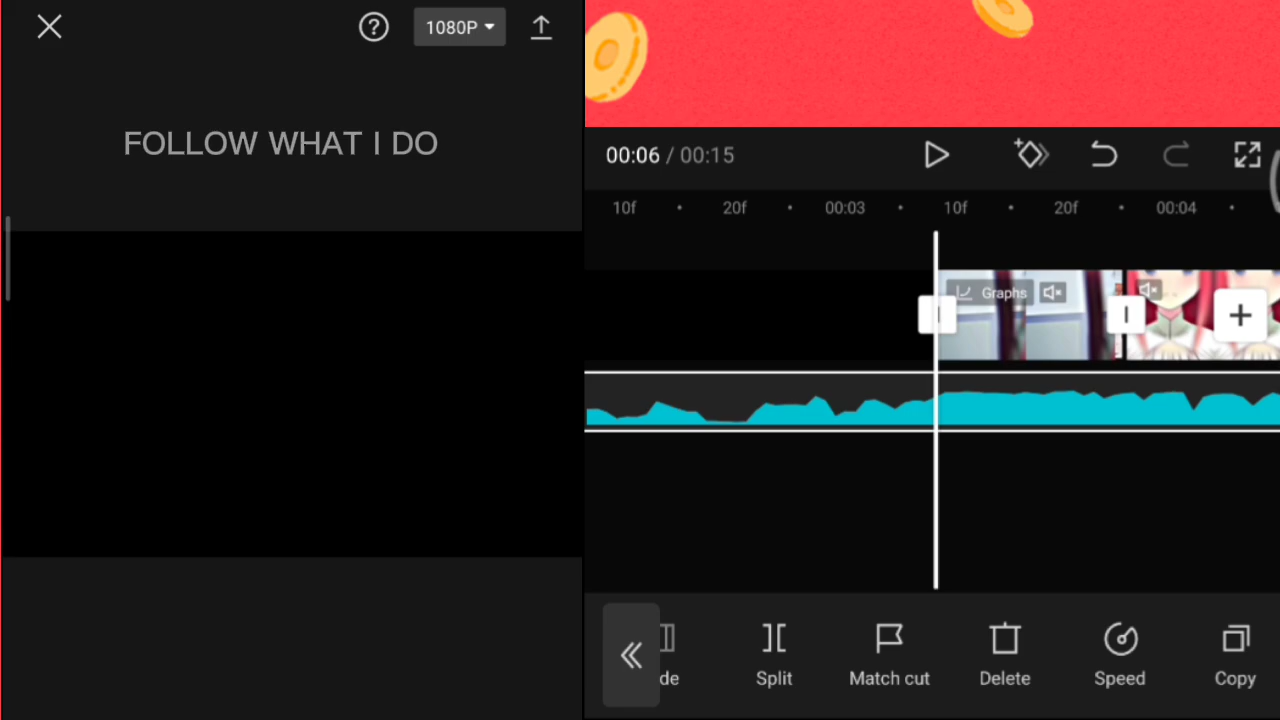 1080P
FOLLOW WHAT I DO
00:06 / 00:15
10f 20f 00:03 10f 20f 00:04
Graphs
de Split Match cut Delete Speed Copy